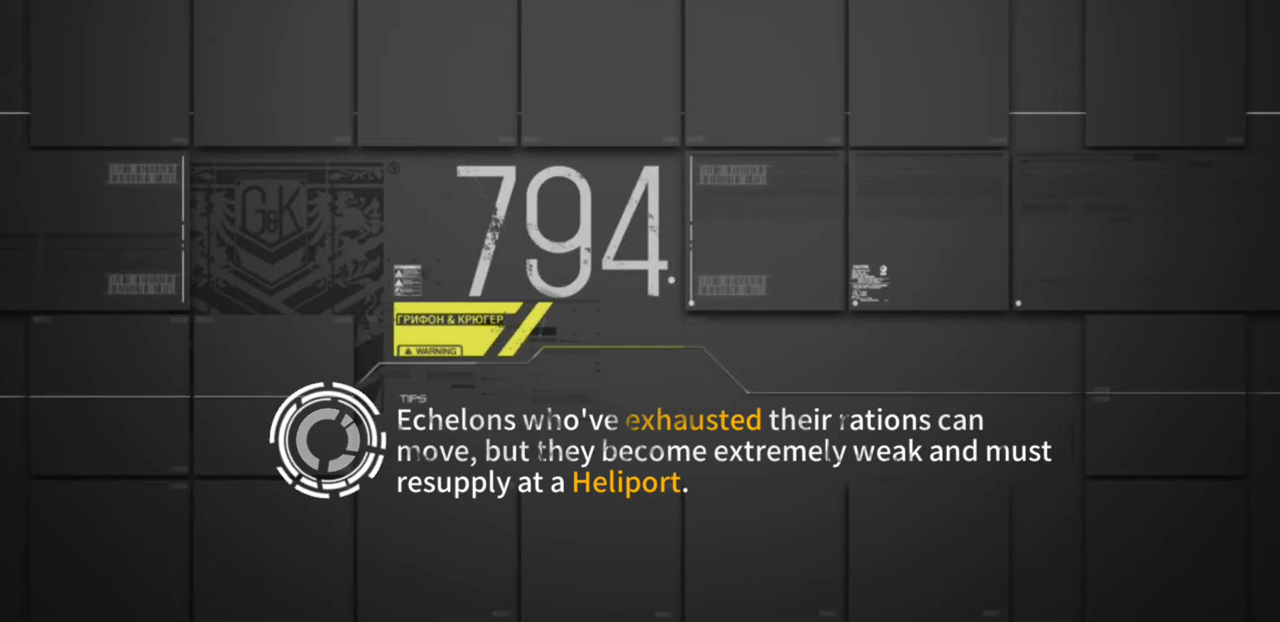 G&K
794.
ГРИФОН & КРЮГЕР
WARNING
TIPS
Echelons who've exhausted their rations can
move, but they become extremely weak and must
resupply at a Heliport.